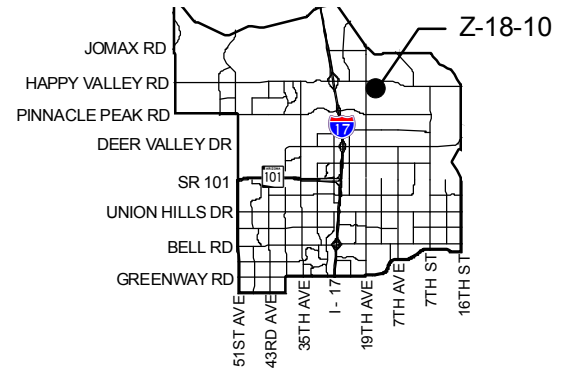 Z-18-10
JOMAX RD
HAPPY VALLEY RD
PINNACLE PEAK RD
17
DEER VALLEY DR
SR 101
101
UNION HILLS DR
BELL RD
GREENWAY RD
51ST AVE
43RD AVE
35TH AVE
I - 17
19TH AVE
7TH AVE
7TH ST
16TH ST